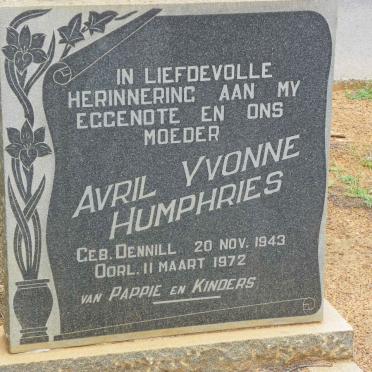 IN LIEFDEVOLLE
HERINNERING AAN MY
EGGENOTE EN ONS
MOEDER
AVRIL YVONNE
HUMPHRIES
GEB. DENNILL 20 NOV. 1943
OORL. 11 MAART 1972
VAN PAPPIE EN KINDERS